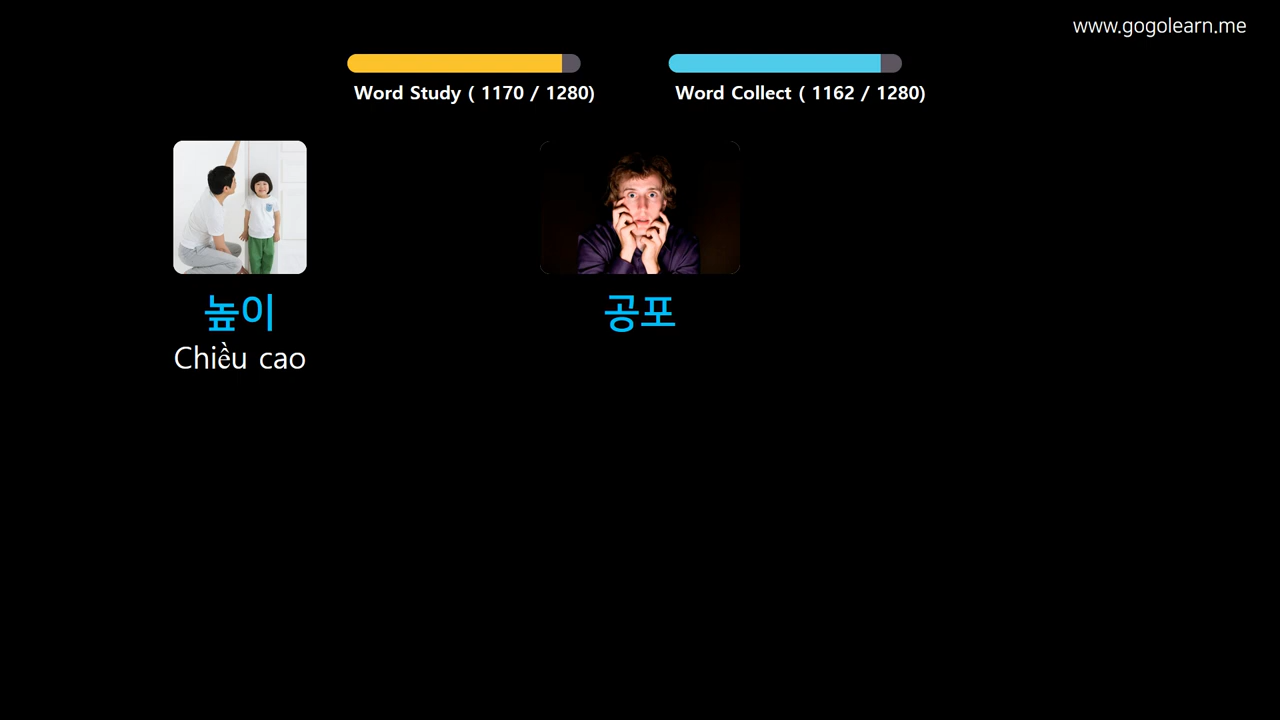 www.gogolearn.me
Word Study ( 1170 / 1280)
Word Collect ( 1162 / 1280)
높이
공포
Chiều cao